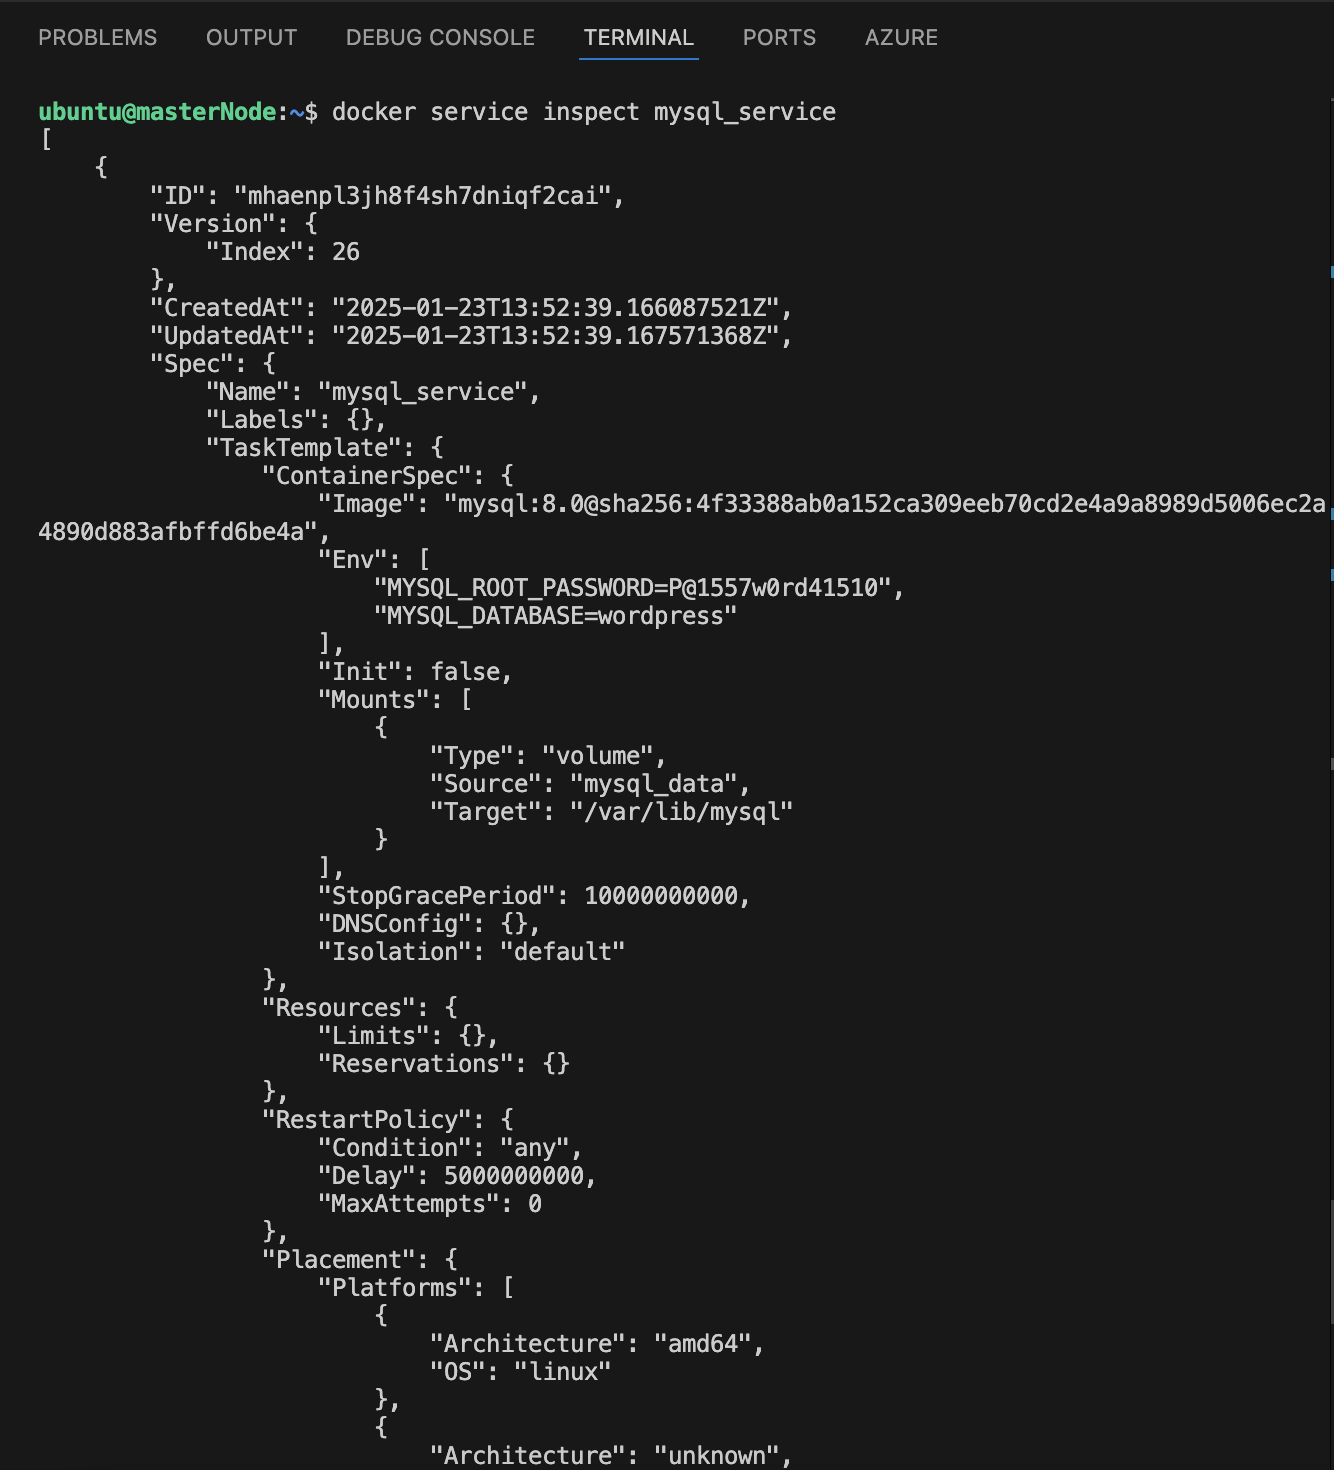 PROBLEMS OUTPUT DEBUG CONSOLE TERMINAL PORTS AZURE
ubuntu@masterNode:~$ docker service inspect mysql_service
[
    {
        "ID": "mhaenpl3jh8f4sh7dniqf2cai",
        "Version": {
            "Index": 26
        },
        "CreatedAt": "2025-01-23T13:52:39.166087521Z",
        "UpdatedAt": "2025-01-23T13:52:39.167571368Z",
        "Spec": {
            "Name": "mysql_service",
            "Labels": {},
            "TaskTemplate": {
                "ContainerSpec": {
                    "Image": "mysql:8.0@sha256:4f33388ab0a152ca309eeb70cd2e4a9a8989d5006ec2a
4890d883afbffd6be4a",
                    "Env": [
                        "MYSQL_ROOT_PASSWORD=P@1557w0rd41510",
                        "MYSQL_DATABASE=wordpress"
                    ],
                    "Init": false,
                    "Mounts": [
                        {
                            "Type": "volume",
                            "Source": "mysql_data",
                            "Target": "/var/lib/mysql"
                        }
                    ],
                    "StopGracePeriod": 10000000000,
                    "DNSConfig": {},
                    "Isolation": "default"
                },
                "Resources": {
                    "Limits": {},
                    "Reservations": {}
                },
                "RestartPolicy": {
                    "Condition": "any",
                    "Delay": 5000000000,
                    "MaxAttempts": 0
                },
                "Placement": {
                    "Platforms": [
                        {
                            "Architecture": "amd64",
                            "OS": "linux"
                        },
                        {
                            "Architecture": "unknown",